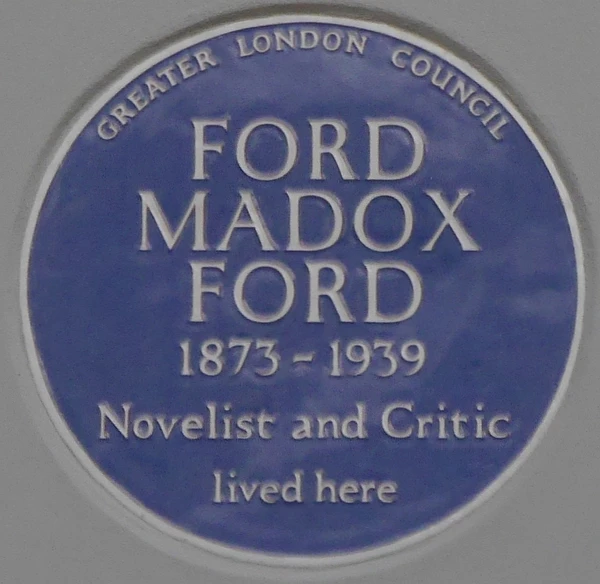 GREATER LONDON COUNCIL
FORD
MADOX
FORD
1873 - 1939
Novelist and Critic
lived here